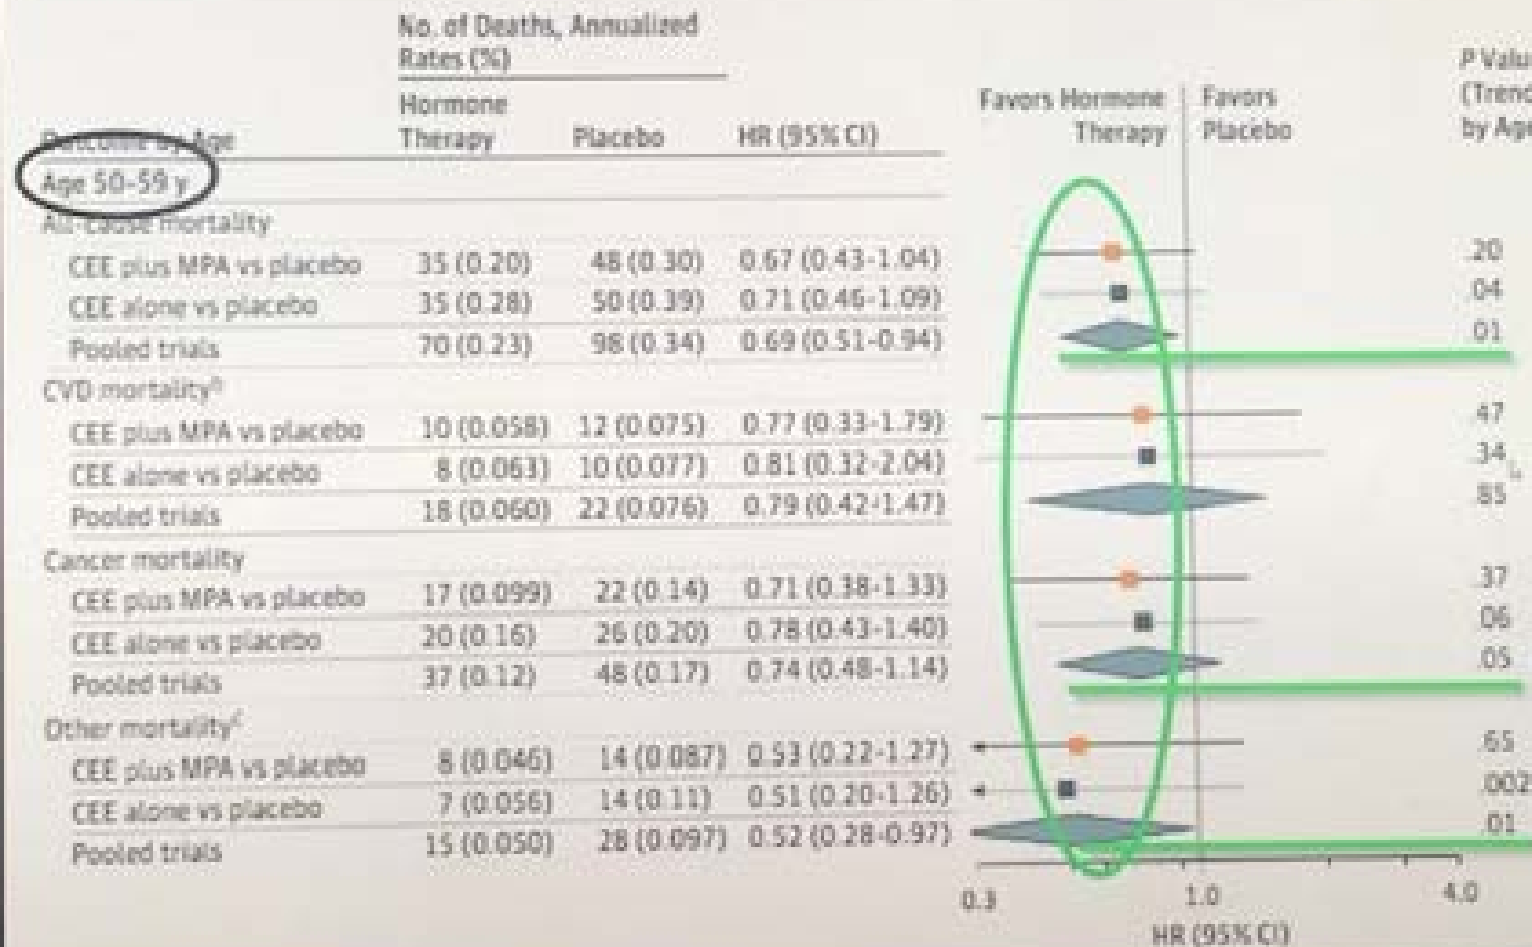 No. of Deaths, Annualized
Rates (%)
Outcome by Age
Hormone
Therapy
Placebo
HR (95% CI)
Favors Hormone
Therapy
Favors
Placebo
P Valu
(Trend
by Age
Age 50-59 y
All-cause mortality
CEE plus MPA vs placebo 35 (0.20) 48 (0.30) 0.67 (0.43-1.04) .20
CEE alone vs placebo 35 (0.28) 50 (0.39) 0.71 (0.46-1.09) .04
Pooled trials 70 (0.23) 98 (0.34) 0.69 (0.51-0.94) .01
CVD mortality
CEE plus MPA vs placebo 10 (0.058) 12 (0.075) 0.77 (0.33-1.79) .47
CEE alone vs placebo 8 (0.063) 10 (0.077) 0.81 (0.32-2.04) .34
Pooled trials 18 (0.060) 22 (0.076) 0.79 (0.42-1.47) .85
Cancer mortality
CEE plus MPA vs placebo 17 (0.099) 22 (0.14) 0.71 (0.38-1.33) .37
CEE alone vs placebo 20 (0.16) 26 (0.20) 0.78 (0.43-1.40) .06
Pooled trials 37 (0.12) 48 (0.17) 0.74 (0.48-1.14) .05
Other mortalityᶜ
CEE plus MPA vs placebo 8 (0.046) 14 (0.087) 0.53 (0.22-1.27) .65
CEE alone vs placebo 7 (0.056) 14 (0.11) 0.51 (0.20-1.26) .002
Pooled trials 15 (0.050) 28 (0.097) 0.52 (0.28-0.97) .01
0.3 1.0 4.0
HR (95% CI)